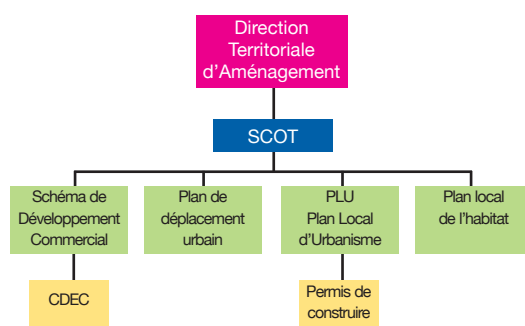 Direction
Territoriale
d'Aménagement
SCOT
Schéma de
Développement
Commercial
Plan de
déplacement
urbain
PLU
Plan Local
d'Urbanisme
Plan local
de l'habitat
CDEC
Permis de
construire